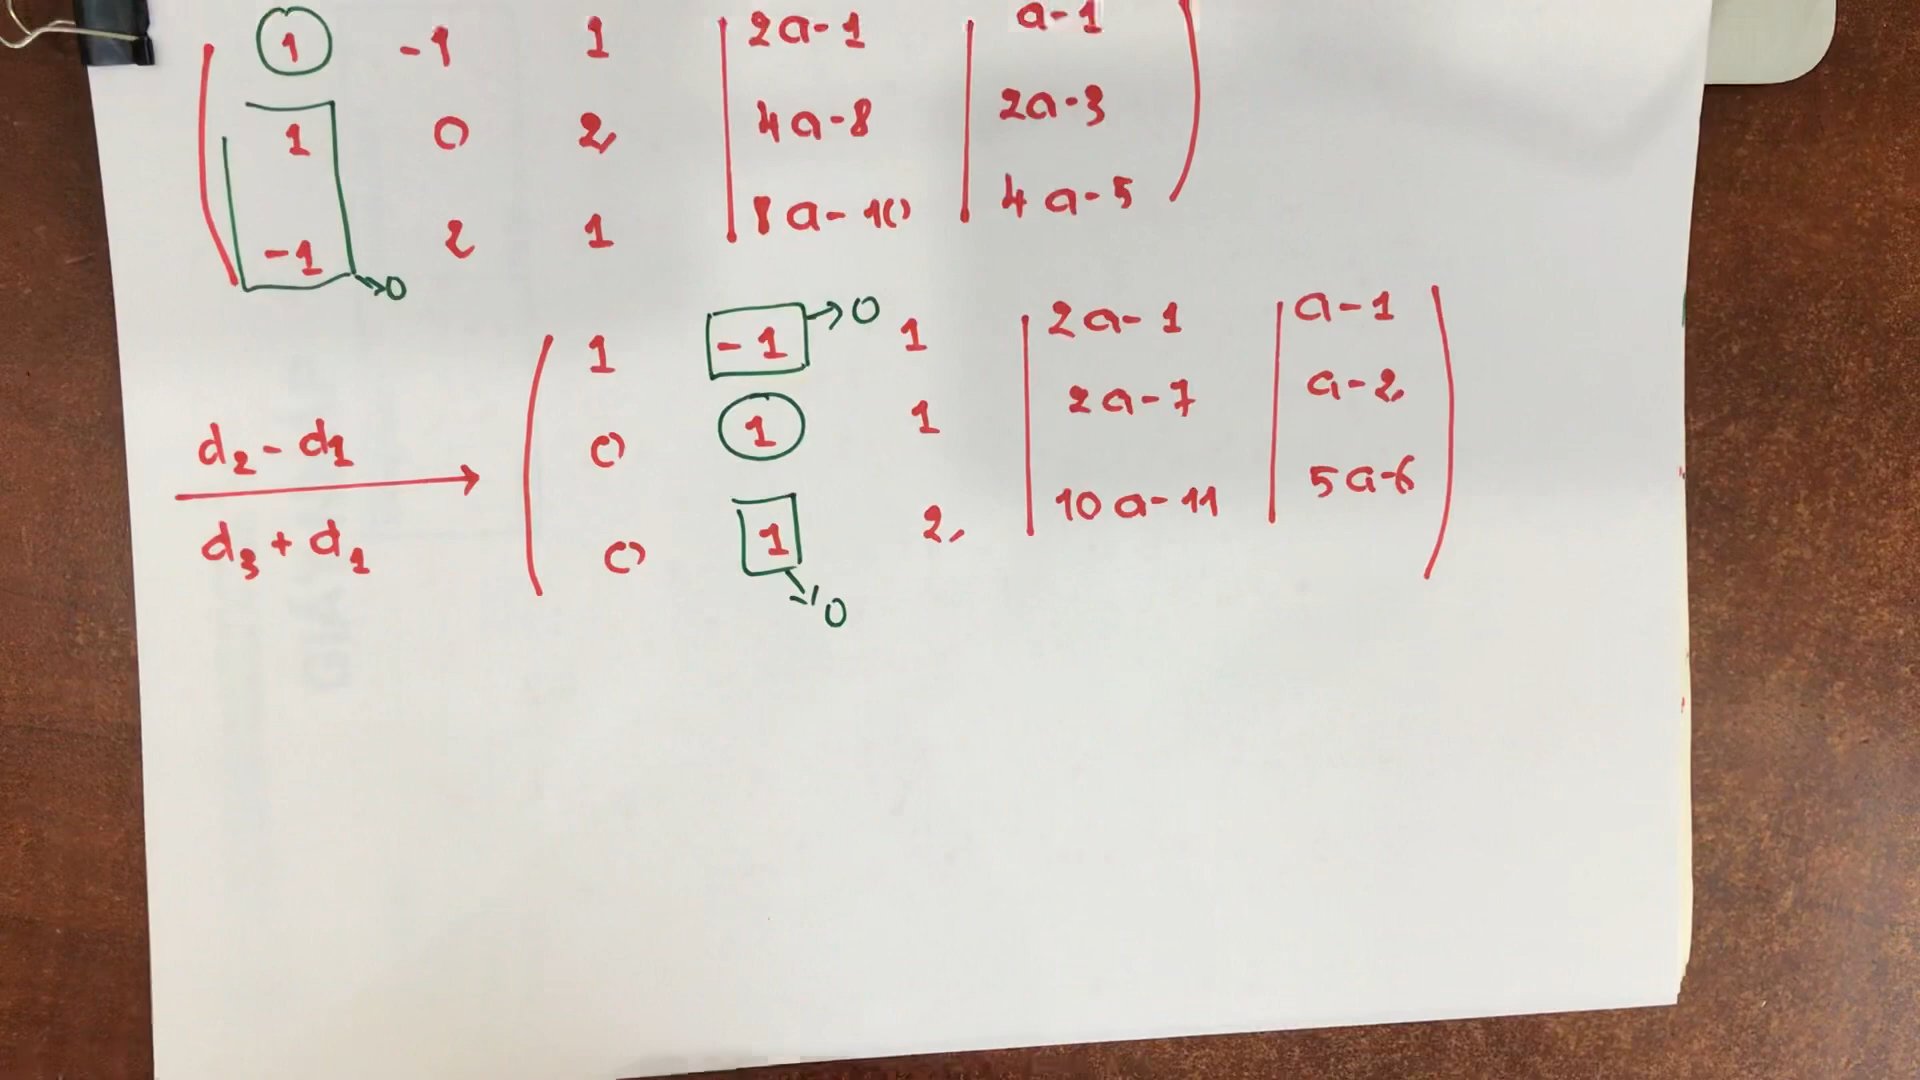 1 -1 1 | 2a-1 | a-1
1 0 2 | 4a-8 | 2a-3
-1 2 1 | 8a-10 | 4a-5
→0
→0
1 -1 1 | 2a-1 | a-1
d2 - d1
0 1 1 | 2a-7 | a-2
d3 + d1
0 1 2 | 10a-11 | 5a-6
0